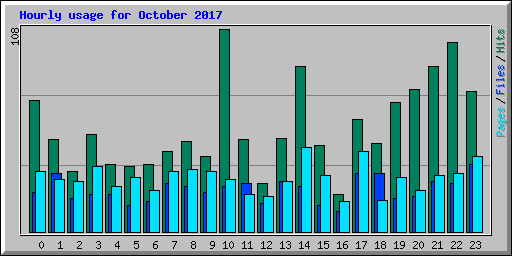 Hourly usage for October 2017
108
Pages / Files / Hits
0 1 2 3 4 5 6 7 8 9 10 11 12 13 14 15 16 17 18 19 20 21 22 23